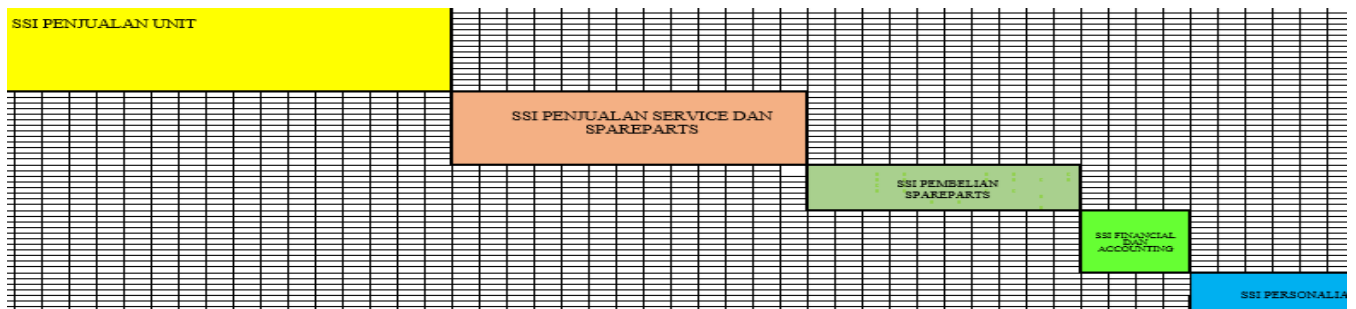 SSI PENJUALAN UNIT
SSI PENJUALAN SERVICE DAN
SPAREPARTS
SSI PEMBELIAN
SPAREPARTS
SSI FINANCIAL
DAN
ACCOUNTING
SSI PERSONALIA